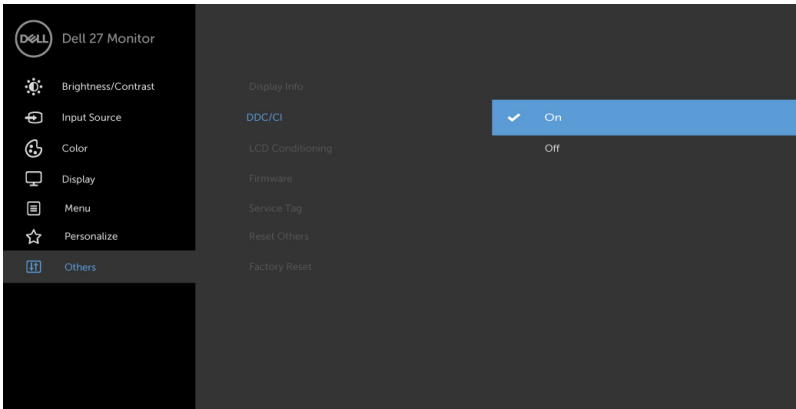 DELL
Dell 27 Monitor
Brightness/Contrast
Input Source
Color
Display
Menu
Personalize
Others
Display Info
DDC/CI
LCD Conditioning
Firmware
Service Tag
Reset Others
Factory Reset
On
Off